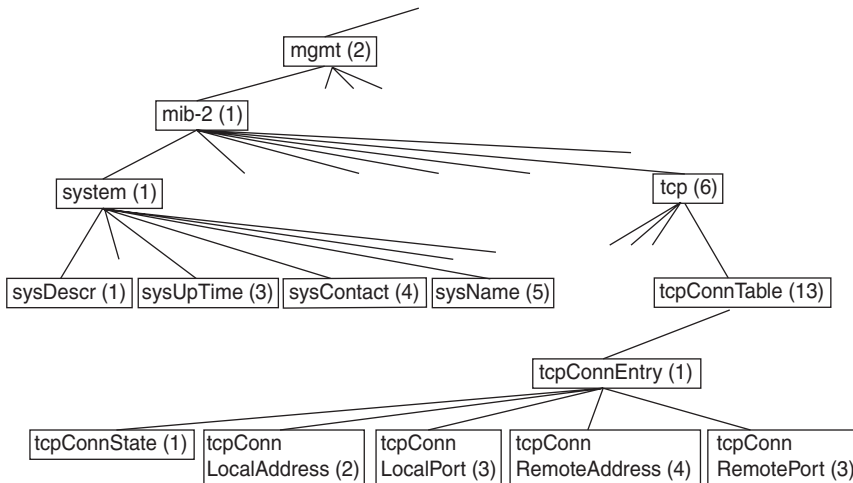 mgmt (2)
mib-2 (1)
system (1)
tcp (6)
sysDescr (1)
sysUpTime (3)
sysContact (4)
sysName (5)
tcpConnTable (13)
tcpConnEntry (1)
tcpConnState (1)
tcpConn
LocalAddress (2)
tcpConn
LocalPort (3)
tcpConn
RemoteAddress (4)
tcpConn
RemotePort (3)